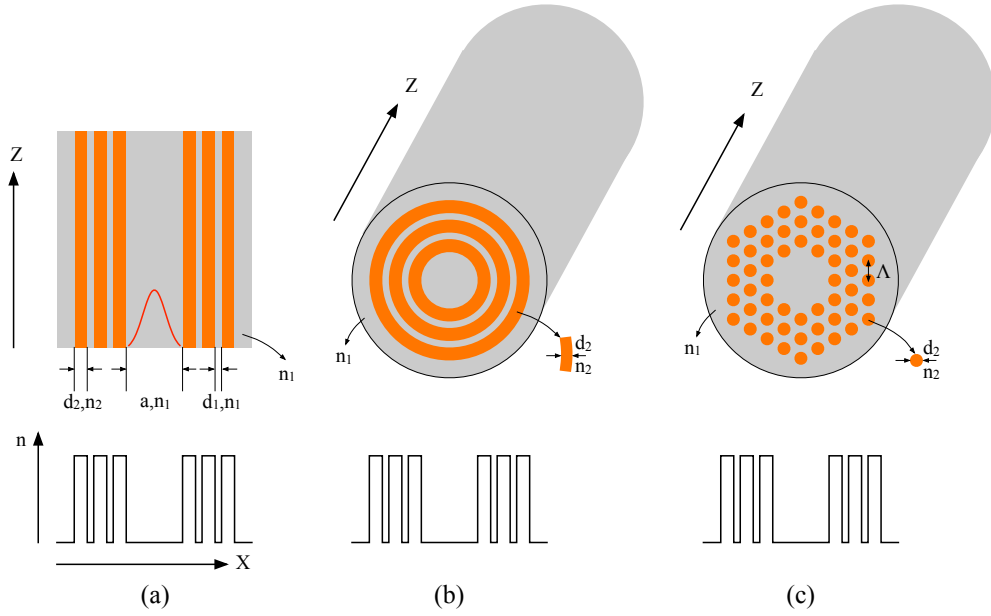 Z
d₂,n₂
a,n₁
d₁,n₁
n₁
n
X
(a)
Z
n₁
d₂
n₂
(b)
Z
Λ
n₁
d₂
n₂
(c)